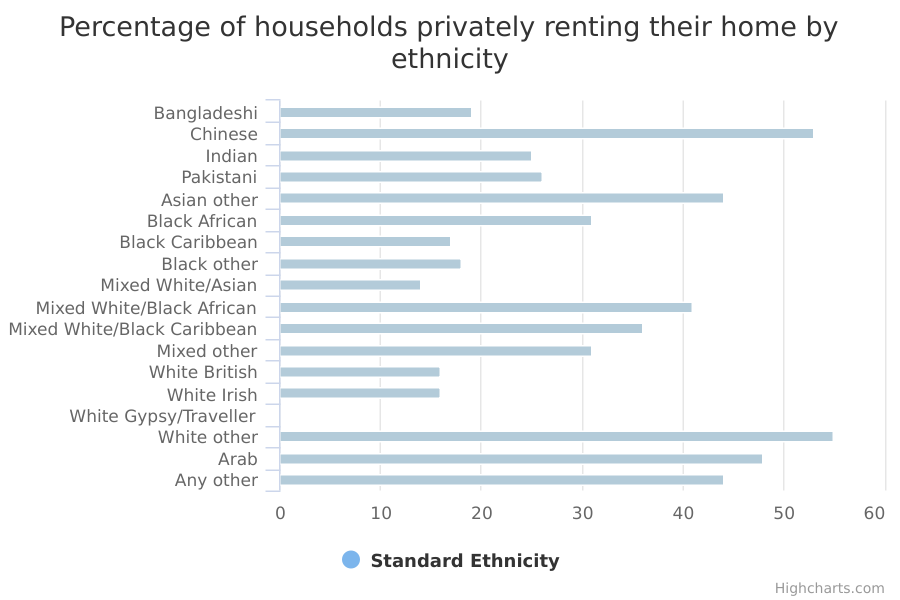 Percentage of households privately renting their home by
ethnicity
Bangladeshi
Chinese
Indian
Pakistani
Asian other
Black African
Black Caribbean
Black other
Mixed White/Asian
Mixed White/Black African
Mixed White/Black Caribbean
Mixed other
White British
White Irish
White Gypsy/Traveller
White other
Arab
Any other
0 10 20 30 40 50 60
Standard Ethnicity
Highcharts.com